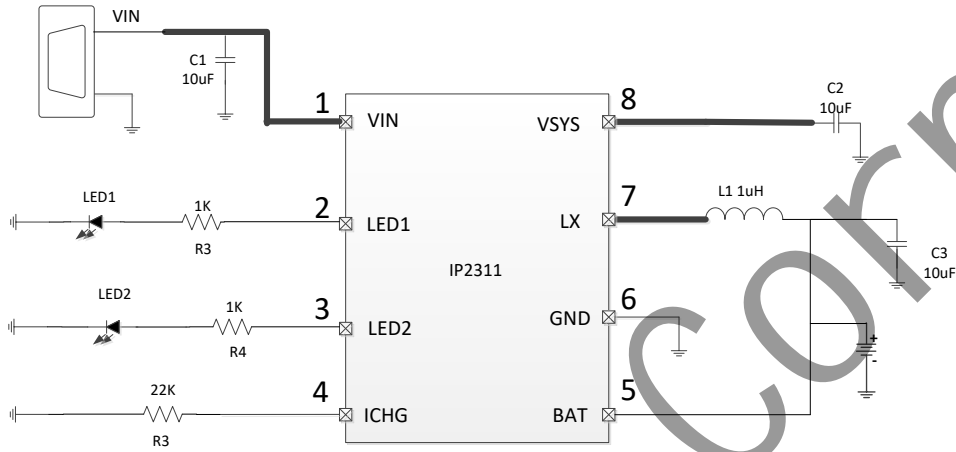 VIN
C1
10uF
1
VIN
8
VSYS
C2
10uF
LED1
1K
R3
2
LED1
7
LX
L1 1uH
C3
10uF
IP2311
LED2
1K
R4
3
LED2
6
GND
+
-
22K
R3
4
ICHG
5
BAT